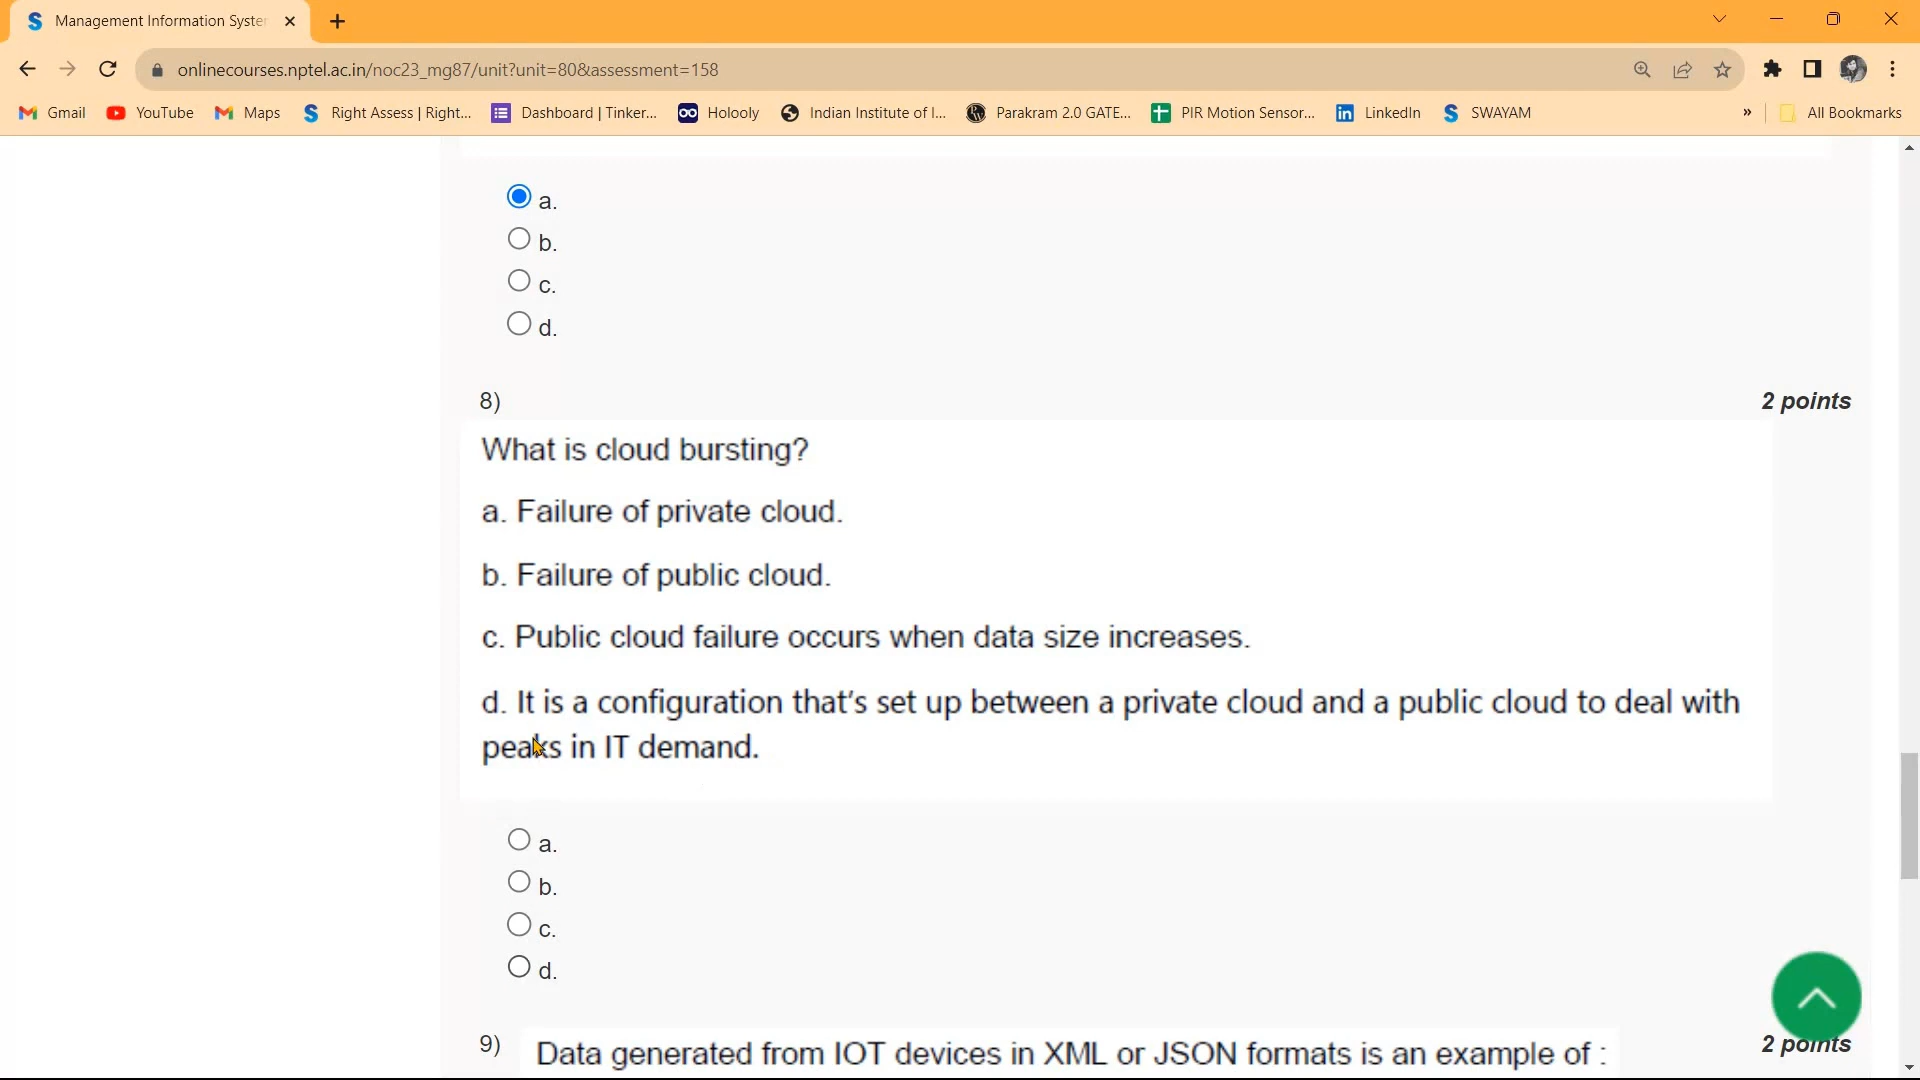 Management Information Syste
onlinecourses.nptel.ac.in/noc23_mg87/unit?unit=80&assessment=158
Gmail YouTube Maps Right Assess | Right... Dashboard | Tinker... Holooly Indian Institute of I... Parakram 2.0 GATE... PIR Motion Sensor... LinkedIn SWAYAM » All Bookmarks
a.
b.
c.
d.
8) 2 points
What is cloud bursting?
a. Failure of private cloud.
b. Failure of public cloud.
c. Public cloud failure occurs when data size increases.
d. It is a configuration that's set up between a private cloud and a public cloud to deal with
peaks in IT demand.
a.
b.
c.
d.
9) Data generated from IOT devices in XML or JSON formats is an example of : 2 points